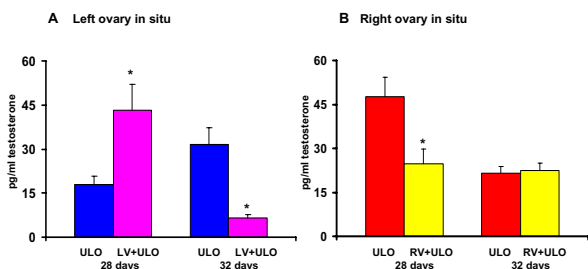 A Left ovary in situ
pg/ml testosterone
60
45
30
15
0
*
*
ULO LV+ULO ULO LV+ULO
28 days 32 days
B Right ovary in situ
pg/ml testosterone
60
45
30
15
0
*
ULO RV+ULO ULO RV+ULO
28 days 32 days